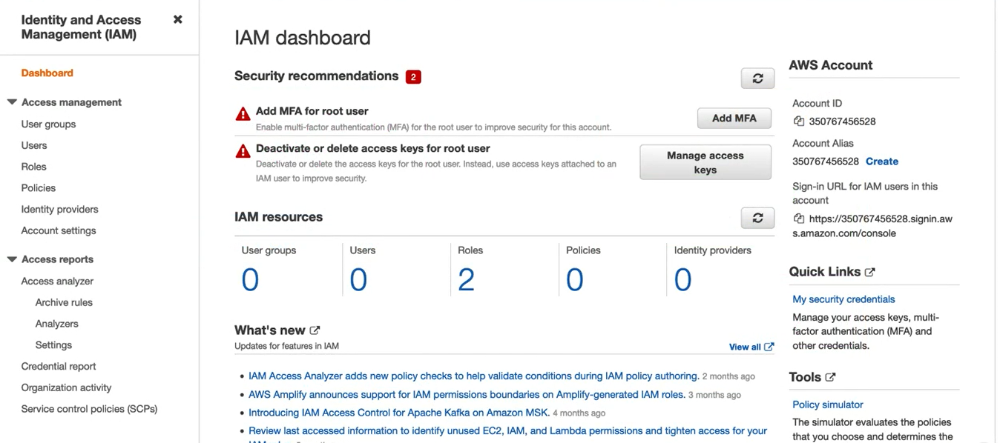 Identity and Access
Management (IAM)
Dashboard
Access management
User groups
Users
Roles
Policies
Identity providers
Account settings
Access reports
Access analyzer
Archive rules
Analyzers
Settings
Credential report
Organization activity
Service control policies (SCPs)
IAM dashboard
Security recommendations 2
Add MFA for root user
Enable multi-factor authentication (MFA) for the root user to improve security for this account.
Add MFA
Deactivate or delete access keys for root user
Deactivate or delete the access keys for the root user. Instead, use access keys attached to an
IAM user to improve security.
Manage access
keys
IAM resources
User groups
0
Users
0
Roles
2
Policies
0
Identity providers
0
What's new
Updates for features in IAM
View all
• IAM Access Analyzer adds new policy checks to help validate conditions during IAM policy authoring. 2 months ago
• AWS Amplify announces support for IAM permissions boundaries on Amplify-generated IAM roles. 3 months ago
• Introducing IAM Access Control for Apache Kafka on Amazon MSK. 4 months ago
• Review last accessed information to identify unused EC2, IAM, and Lambda permissions and tighten access for your
AWS Account
Account ID
350767456528
Account Alias
350767456528 Create
Sign-in URL for IAM users in this
account
https://350767456528.signin.aw
s.amazon.com/console
Quick Links
My security credentials
Manage your access keys, multi-
factor authentication (MFA) and
other credentials.
Tools
Policy simulator
The simulator evaluates the policies
that you choose and determines the